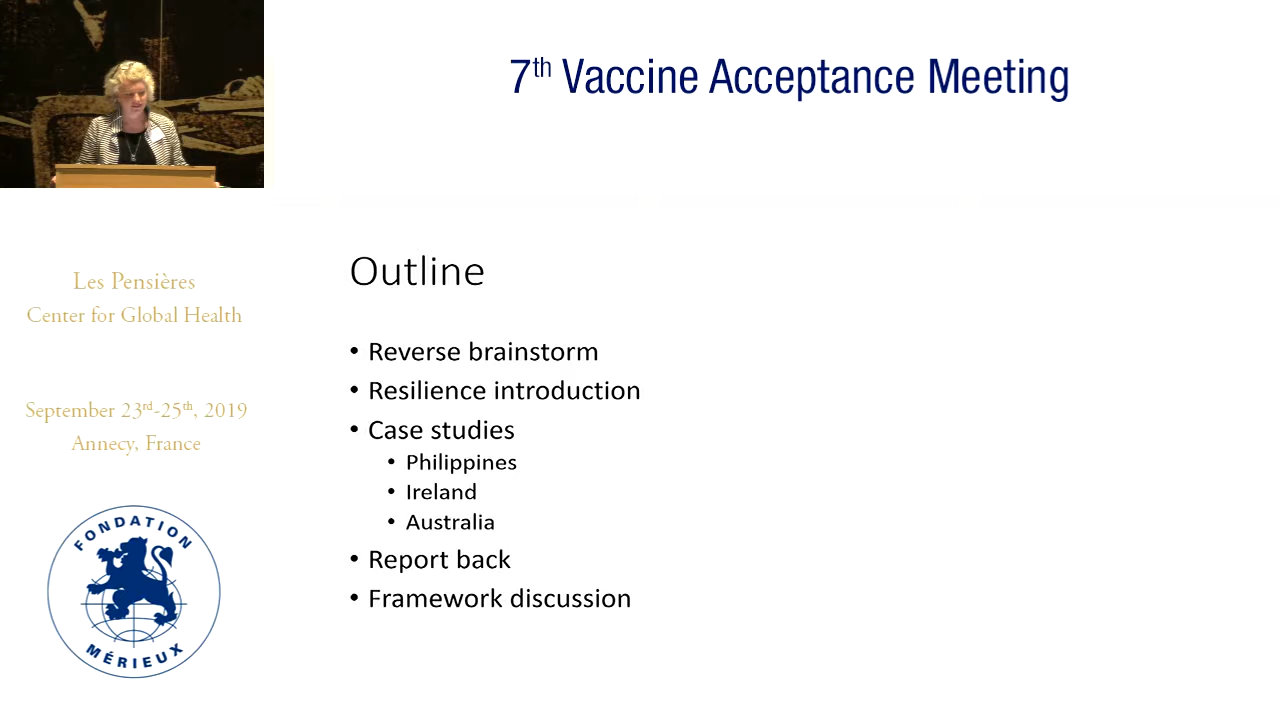 7th Vaccine Acceptance Meeting
Les Pensières
Center for Global Health
September 23rd-25th, 2019
Annecy, France
FONDATION
MÉRIEUX
Outline
• Reverse brainstorm
• Resilience introduction
• Case studies
• Philippines
• Ireland
• Australia
• Report back
• Framework discussion